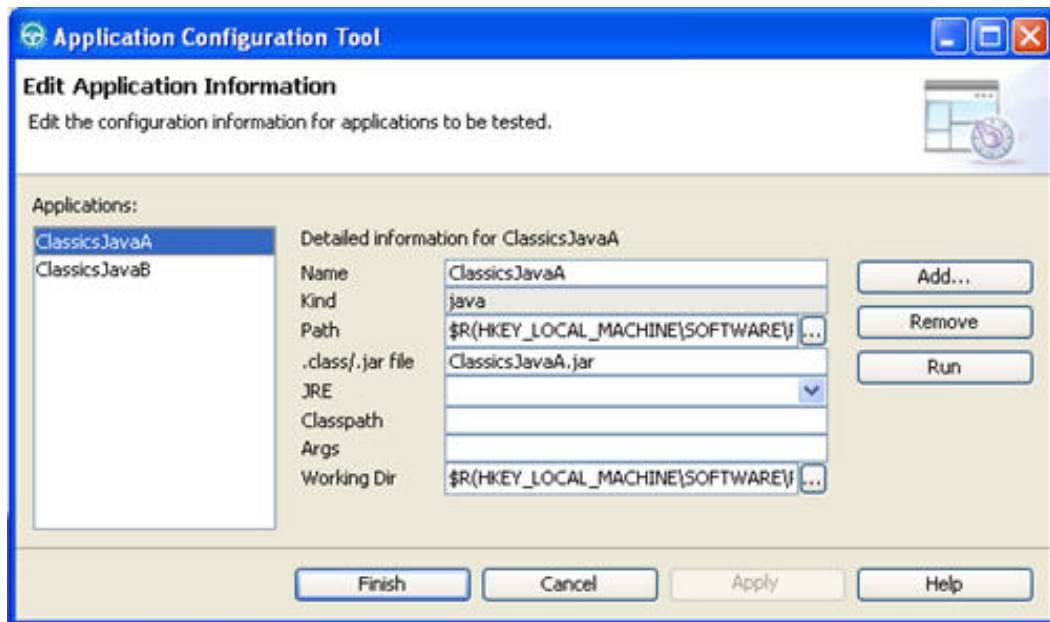 Application Configuration Tool
Edit Application Information
Edit the configuration information for applications to be tested.
Applications:
ClassicsJavaA
ClassicsJavaB
Detailed information for ClassicsJavaA
Name ClassicsJavaA
Kind java
Path $R(HKEY_LOCAL_MACHINE\SOFTWARE\ ...
.class/.jar file ClassicsJavaA.jar
JRE
Classpath
Args
Working Dir $R(HKEY_LOCAL_MACHINE\SOFTWARE\ ...
Add...
Remove
Run
Finish Cancel Apply Help